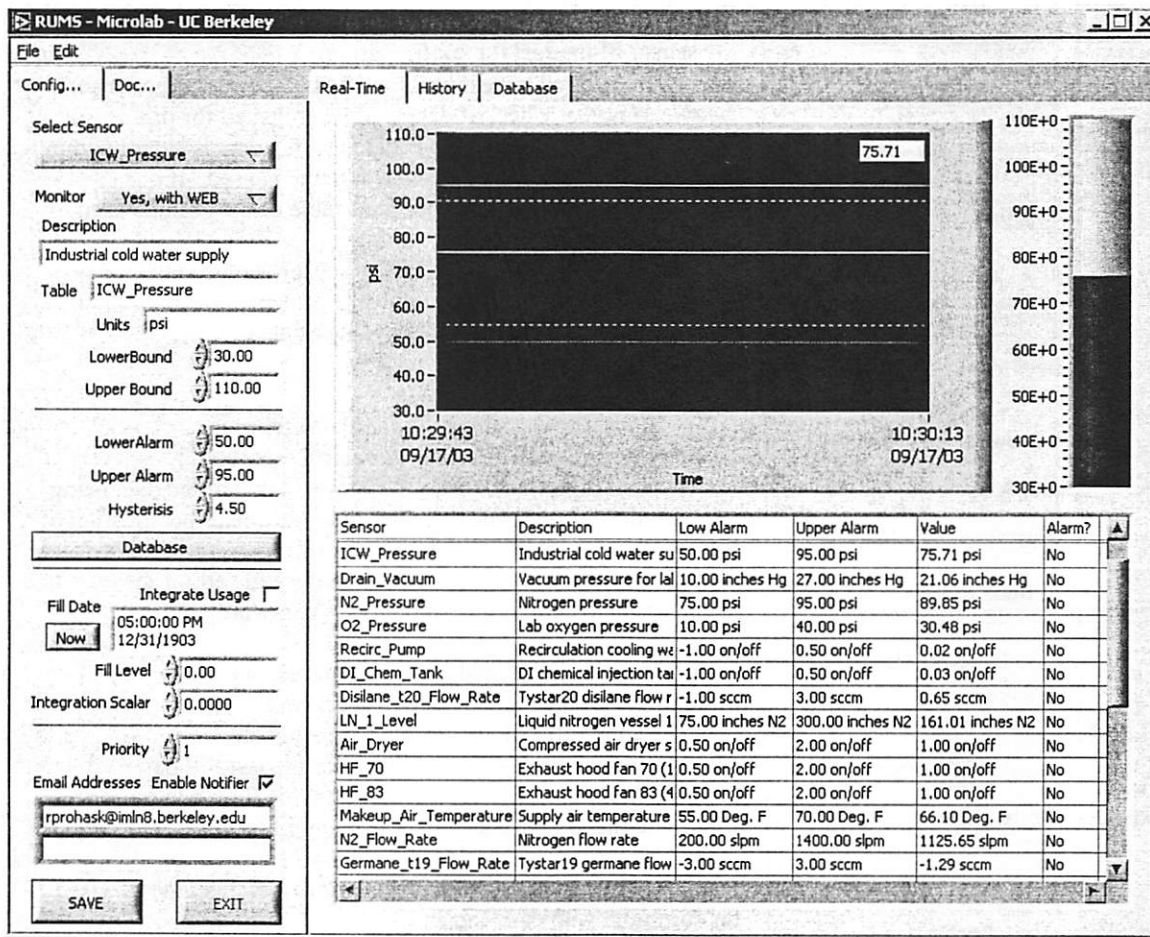 RUMS - Microlab - UC Berkeley
File Edit
Config... Doc...
Select Sensor
ICW_Pressure
Monitor Yes, with WEB
Description
Industrial cold water supply
Table ICW_Pressure
Units psi
LowerBound 30.00
Upper Bound 110.00
LowerAlarm 50.00
Upper Alarm 95.00
Hysterisis 4.50
Database
Integrate Usage
Fill Date
Now
05:00:00 PM
12/31/1903
Fill Level 0.00
Integration Scalar 0.0000
Priority 1
Email Addresses Enable Notifier
rprohask@imln8.berkeley.edu
SAVE EXIT
Real-Time History Database
110.0
100.0
90.0
80.0
70.0
60.0
50.0
40.0
30.0
psi
75.71
10:29:43
09/17/03
10:30:13
09/17/03
Time
110E+0
100E+0
90E+0
80E+0
70E+0
60E+0
50E+0
40E+0
30E+0
Sensor Description Low Alarm Upper Alarm Value Alarm?
ICW_Pressure Industrial cold water su 50.00 psi 95.00 psi 75.71 psi No
Drain_Vacuum Vacuum pressure for lal 10.00 inches Hg 27.00 inches Hg 21.06 inches Hg No
N2_Pressure Nitrogen pressure 75.00 psi 95.00 psi 89.85 psi No
O2_Pressure Lab oxygen pressure 10.00 psi 40.00 psi 30.48 psi No
Recirc_Pump Recirculation cooling wa -1.00 on/off 0.50 on/off 0.02 on/off No
DI_Chem_Tank DI chemical injection tar -1.00 on/off 0.50 on/off 0.03 on/off No
Disilane_t20_Flow_Rate Tystar20 disilane flow r -1.00 sccm 3.00 sccm 0.65 sccm No
LN_1_Level Liquid nitrogen vessel 1 75.00 inches N2 300.00 inches N2 161.01 inches N2 No
Air_Dryer Compressed air dryer s 0.50 on/off 2.00 on/off 1.00 on/off No
HF_70 Exhaust hood fan 70 (1 0.50 on/off 2.00 on/off 1.00 on/off No
HF_83 Exhaust hood fan 83 (4 0.50 on/off 2.00 on/off 1.00 on/off No
Makeup_Air_Temperature Supply air temperature 55.00 Deg. F 70.00 Deg. F 66.10 Deg. F No
N2_Flow_Rate Nitrogen flow rate 200.00 slpm 1400.00 slpm 1125.65 slpm No
Germane_t19_Flow_Rate Tystar19 germane flow -3.00 sccm 3.00 sccm -1.29 sccm No